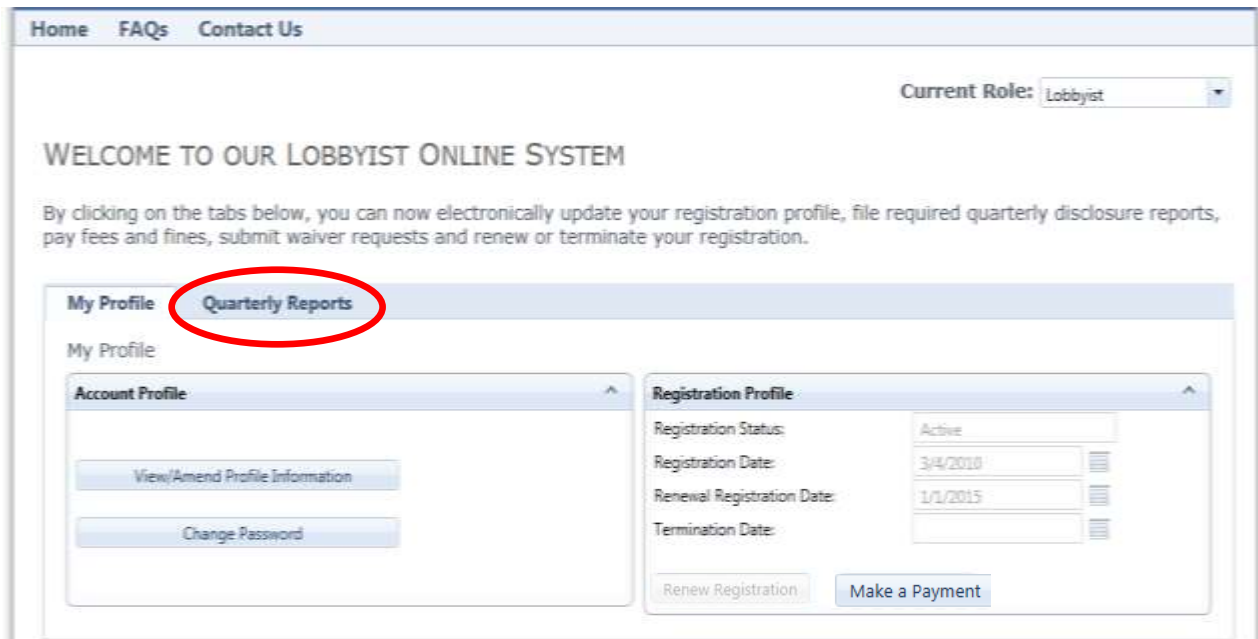 Home FAQs Contact Us
Current Role: Lobbyist
WELCOME TO OUR LOBBYIST ONLINE SYSTEM
By clicking on the tabs below, you can now electronically update your registration profile, file required quarterly disclosure reports,
pay fees and fines, submit waiver requests and renew or terminate your registration.
My Profile Quarterly Reports
My Profile
Account Profile
View/Amend Profile Information
Change Password
Registration Profile
Registration Status: Active
Registration Date: 3/4/2010
Renewal Registration Date: 1/1/2015
Termination Date:
Renew Registration Make a Payment